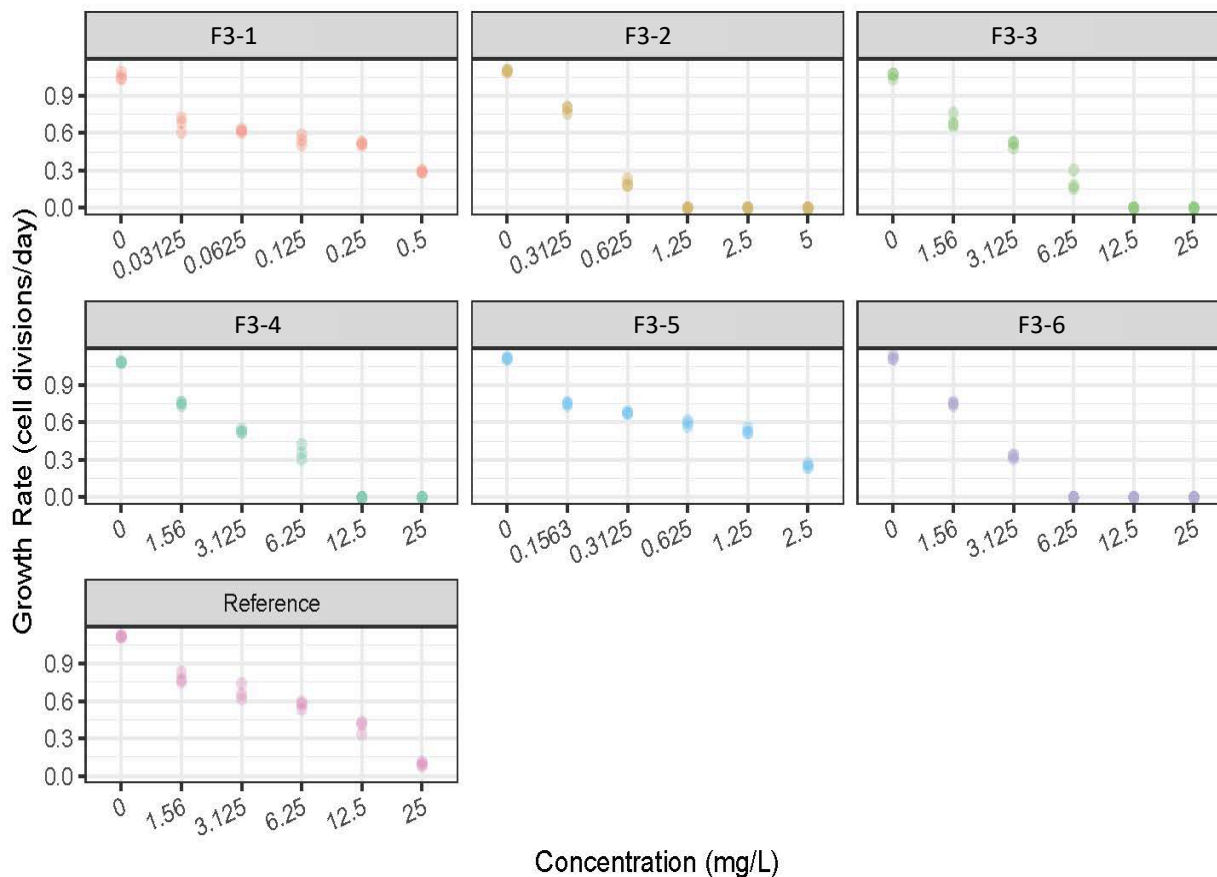 F3-1 F3-2 F3-3
0.9
0.6
0.3
0.0
0 0.03125 0.0625 0.125 0.25 0.5
0 0.3125 0.625 1.25 2.5 5
0 1.56 3.125 6.25 12.5 25
F3-4 F3-5 F3-6
0.9
0.6
0.3
0.0
0 1.56 3.125 6.25 12.5 25
0 0.1563 0.3125 0.625 1.25 2.5
0 1.56 3.125 6.25 12.5 25
Reference
0.9
0.6
0.3
0.0
0 1.56 3.125 6.25 12.5 25
Growth Rate (cell divisions/day)
Concentration (mg/L)